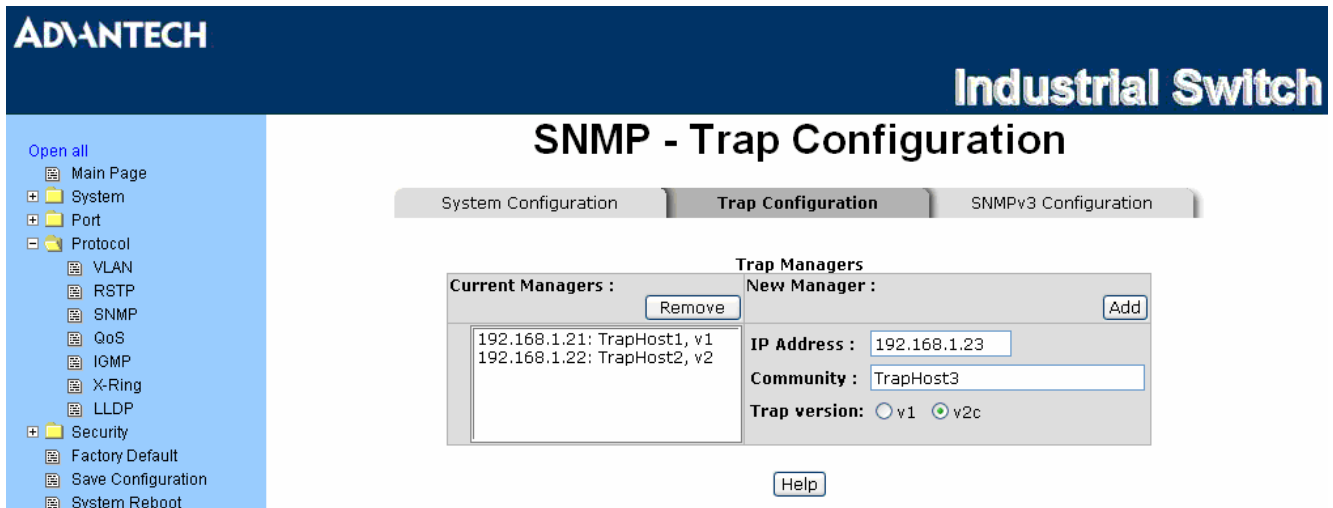 ADVANTECH
Industrial Switch
Open all
Main Page
System
Port
Protocol
VLAN
RSTP
SNMP
QoS
IGMP
X-Ring
LLDP
Security
Factory Default
Save Configuration
System Reboot
SNMP - Trap Configuration
System Configuration
Trap Configuration
SNMPv3 Configuration
Trap Managers
Current Managers :
Remove
192.168.1.21: TrapHost1, v1
192.168.1.22: TrapHost2, v2
New Manager :
Add
IP Address : 192.168.1.23
Community : TrapHost3
Trap version: v1 v2c
Help